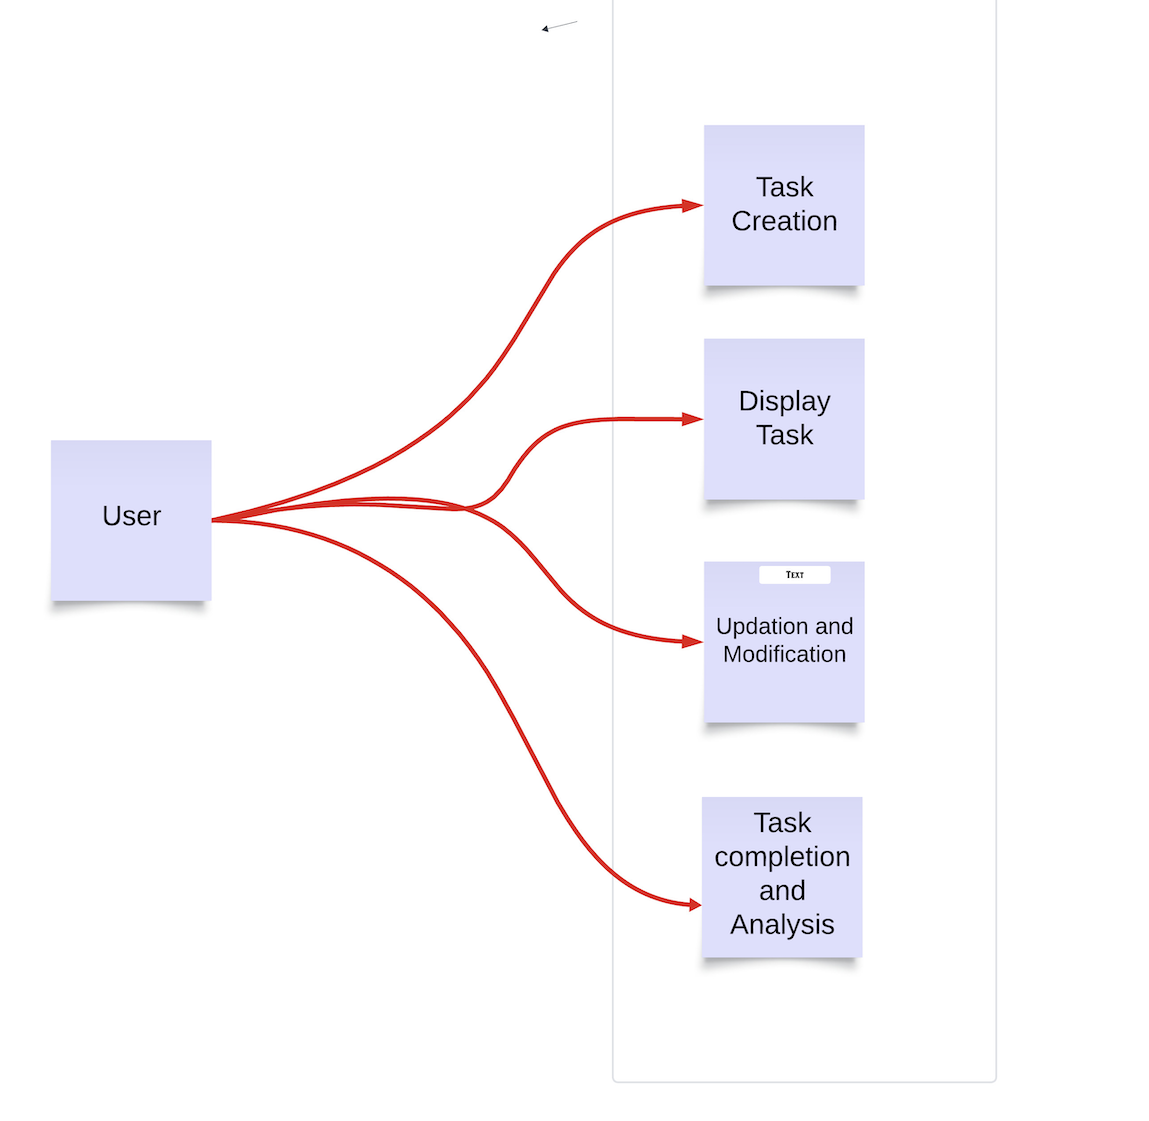 Task
Creation
Display
Task
User
Text
Updation and
Modification
Task
completion
and
Analysis